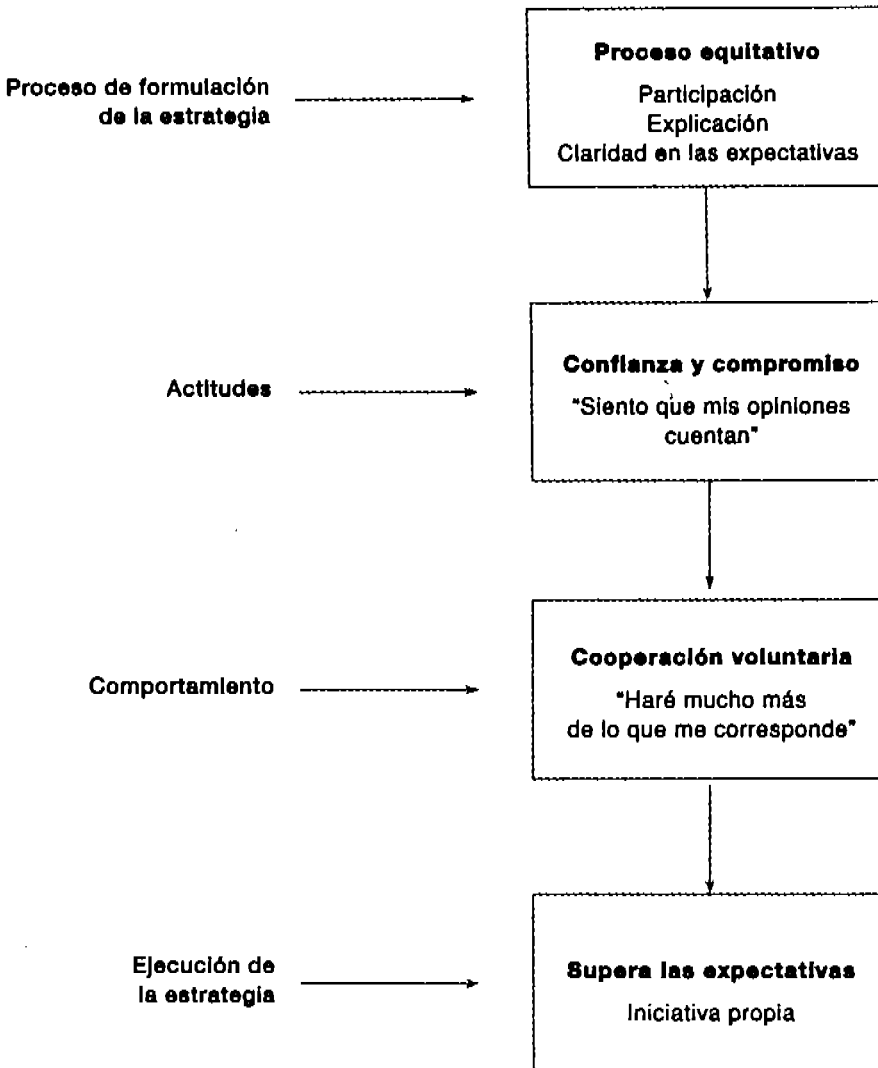 Proceso de formulación
de la estrategia
Proceso equitativo
Participación
Explicación
Claridad en las expectativas
Actitudes
Confianza y compromiso
"Siento que mis opiniones
cuentan"
Comportamiento
Cooperación voluntaria
"Haré mucho más
de lo que me corresponde"
Ejecución de
la estrategia
Supera las expectativas
Iniciativa propia